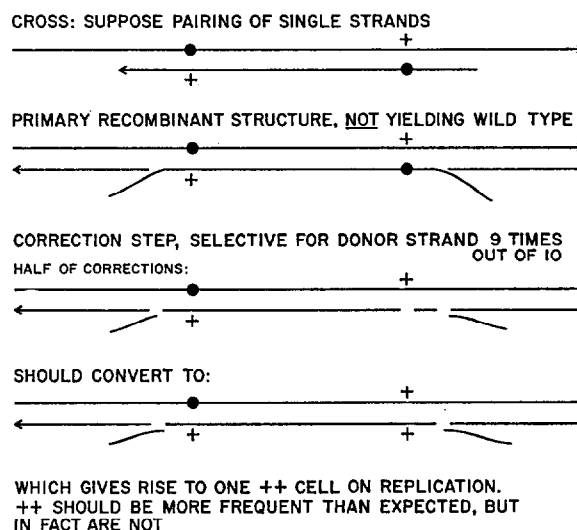 CROSS: SUPPOSE PAIRING OF SINGLE STRANDS
+
+
PRIMARY RECOMBINANT STRUCTURE, NOT YIELDING WILD TYPE
+
+
CORRECTION STEP, SELECTIVE FOR DONOR STRAND 9 TIMES
OUT OF 10
HALF OF CORRECTIONS:
+
+
SHOULD CONVERT TO:
+
+ +
WHICH GIVES RISE TO ONE ++ CELL ON REPLICATION.
++ SHOULD BE MORE FREQUENT THAN EXPECTED, BUT
IN FACT ARE NOT